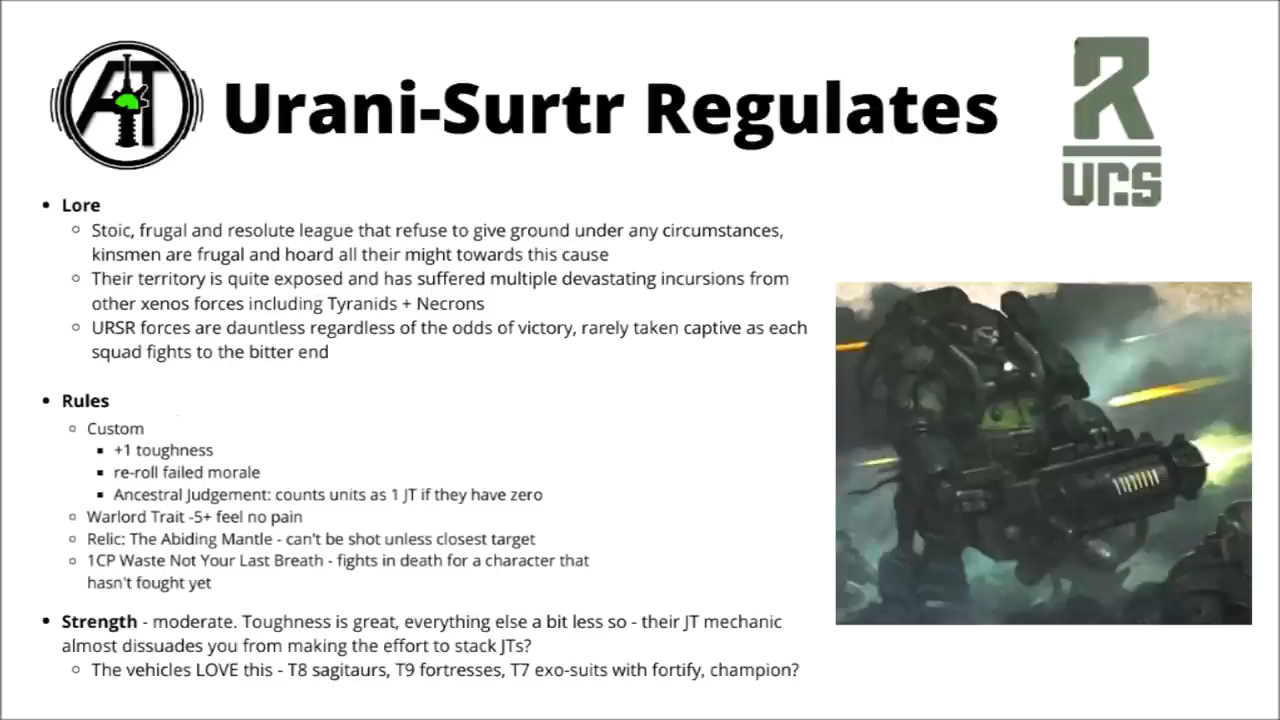 AT
Urani-Surtr Regulates
R
UR.S
Lore
Stoic, frugal and resolute league that refuse to give ground under any circumstances,
kinsmen are frugal and hoard all their might towards this cause
Their territory is quite exposed and has suffered multiple devastating incursions from
other xenos forces including Tyranids + Necrons
URSR forces are dauntless regardless of the odds of victory, rarely taken captive as each
squad fights to the bitter end
Rules
Custom
+1 toughness
re-roll failed morale
Ancestral Judgement: counts units as 1 JT if they have zero
Warlord Trait -5+ feel no pain
Relic: The Abiding Mantle - can't be shot unless closest target
1CP Waste Not Your Last Breath - fights in death for a character that
hasn't fought yet
Strength - moderate. Toughness is great, everything else a bit less so - their JT mechanic
almost dissuades you from making the effort to stack JTs?
The vehicles LOVE this - T8 sagitaurs, T9 fortresses, T7 exo-suits with fortify, champion?